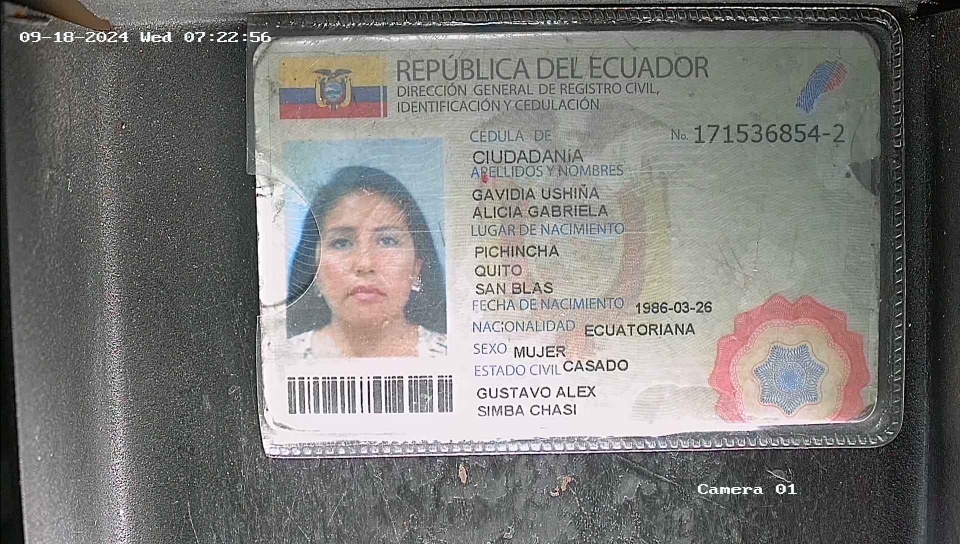 09-18-2024 Wed 07:22:56
REPÚBLICA DEL ECUADOR
DIRECCIÓN GENERAL DE REGISTRO CIVIL,
IDENTIFICACIÓN Y CEDULACIÓN
CÉDULA DE No. 171536854-2
CIUDADANÍA
APELLIDOS Y NOMBRES
GAVIDIA USHIÑA
ALICIA GABRIELA
LUGAR DE NACIMIENTO
PICHINCHA
QUITO
SAN BLAS
FECHA DE NACIMIENTO 1986-03-26
NACIONALIDAD ECUATORIANA
SEXO MUJER
ESTADO CIVIL CASADO
GUSTAVO ALEX
SIMBA CHASI
Camera 01